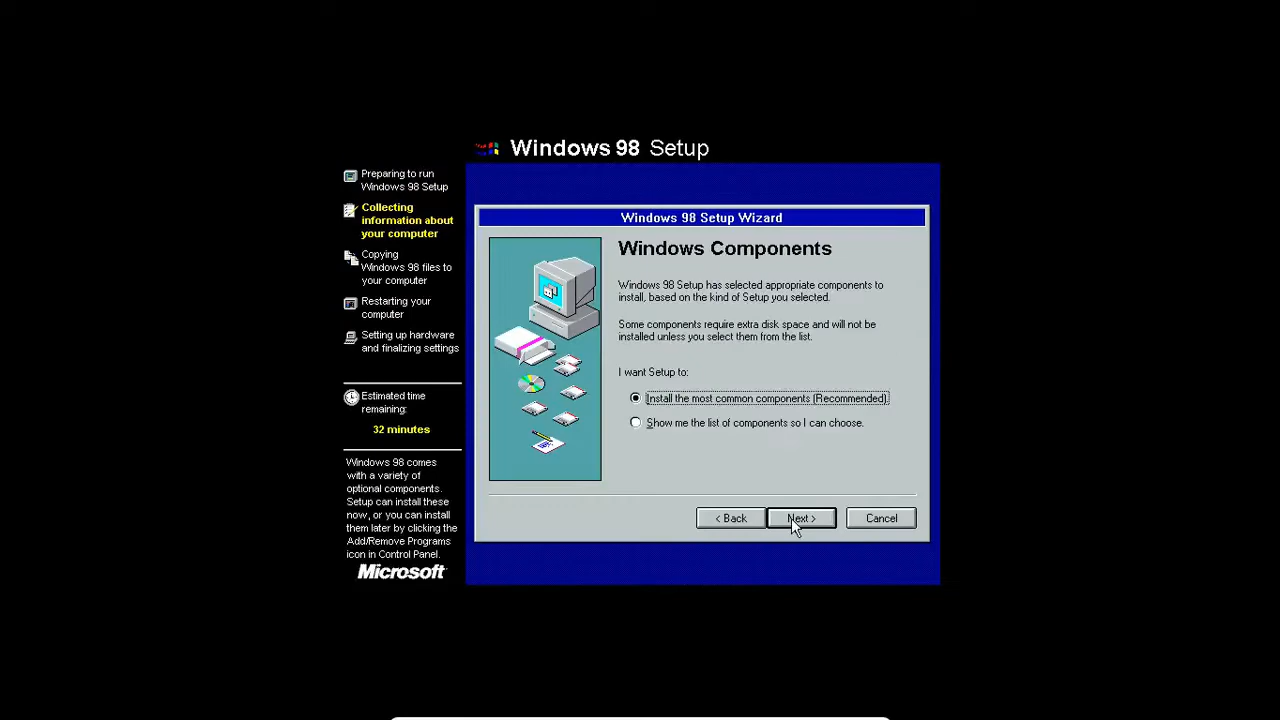 Windows 98 Setup
Preparing to run
Windows 98 Setup
Collecting
information about
your computer
Copying
Windows 98 files to
your computer
Restarting your
computer
Setting up hardware
and finalizing settings
Estimated time
remaining:
32 minutes
Windows 98 comes
with a variety of
optional components.
Setup can install these
now, or you can install
them later by clicking the
Add/Remove Programs
icon in Control Panel.
Microsoft
Windows 98 Setup Wizard
Windows Components
Windows 98 Setup has selected appropriate components to
install, based on the kind of Setup you selected.
Some components require extra disk space and will not be
installed unless you select them from the list.
I want Setup to:
Install the most common components (Recommended).
Show me the list of components so I can choose.
< Back
Next >
Cancel